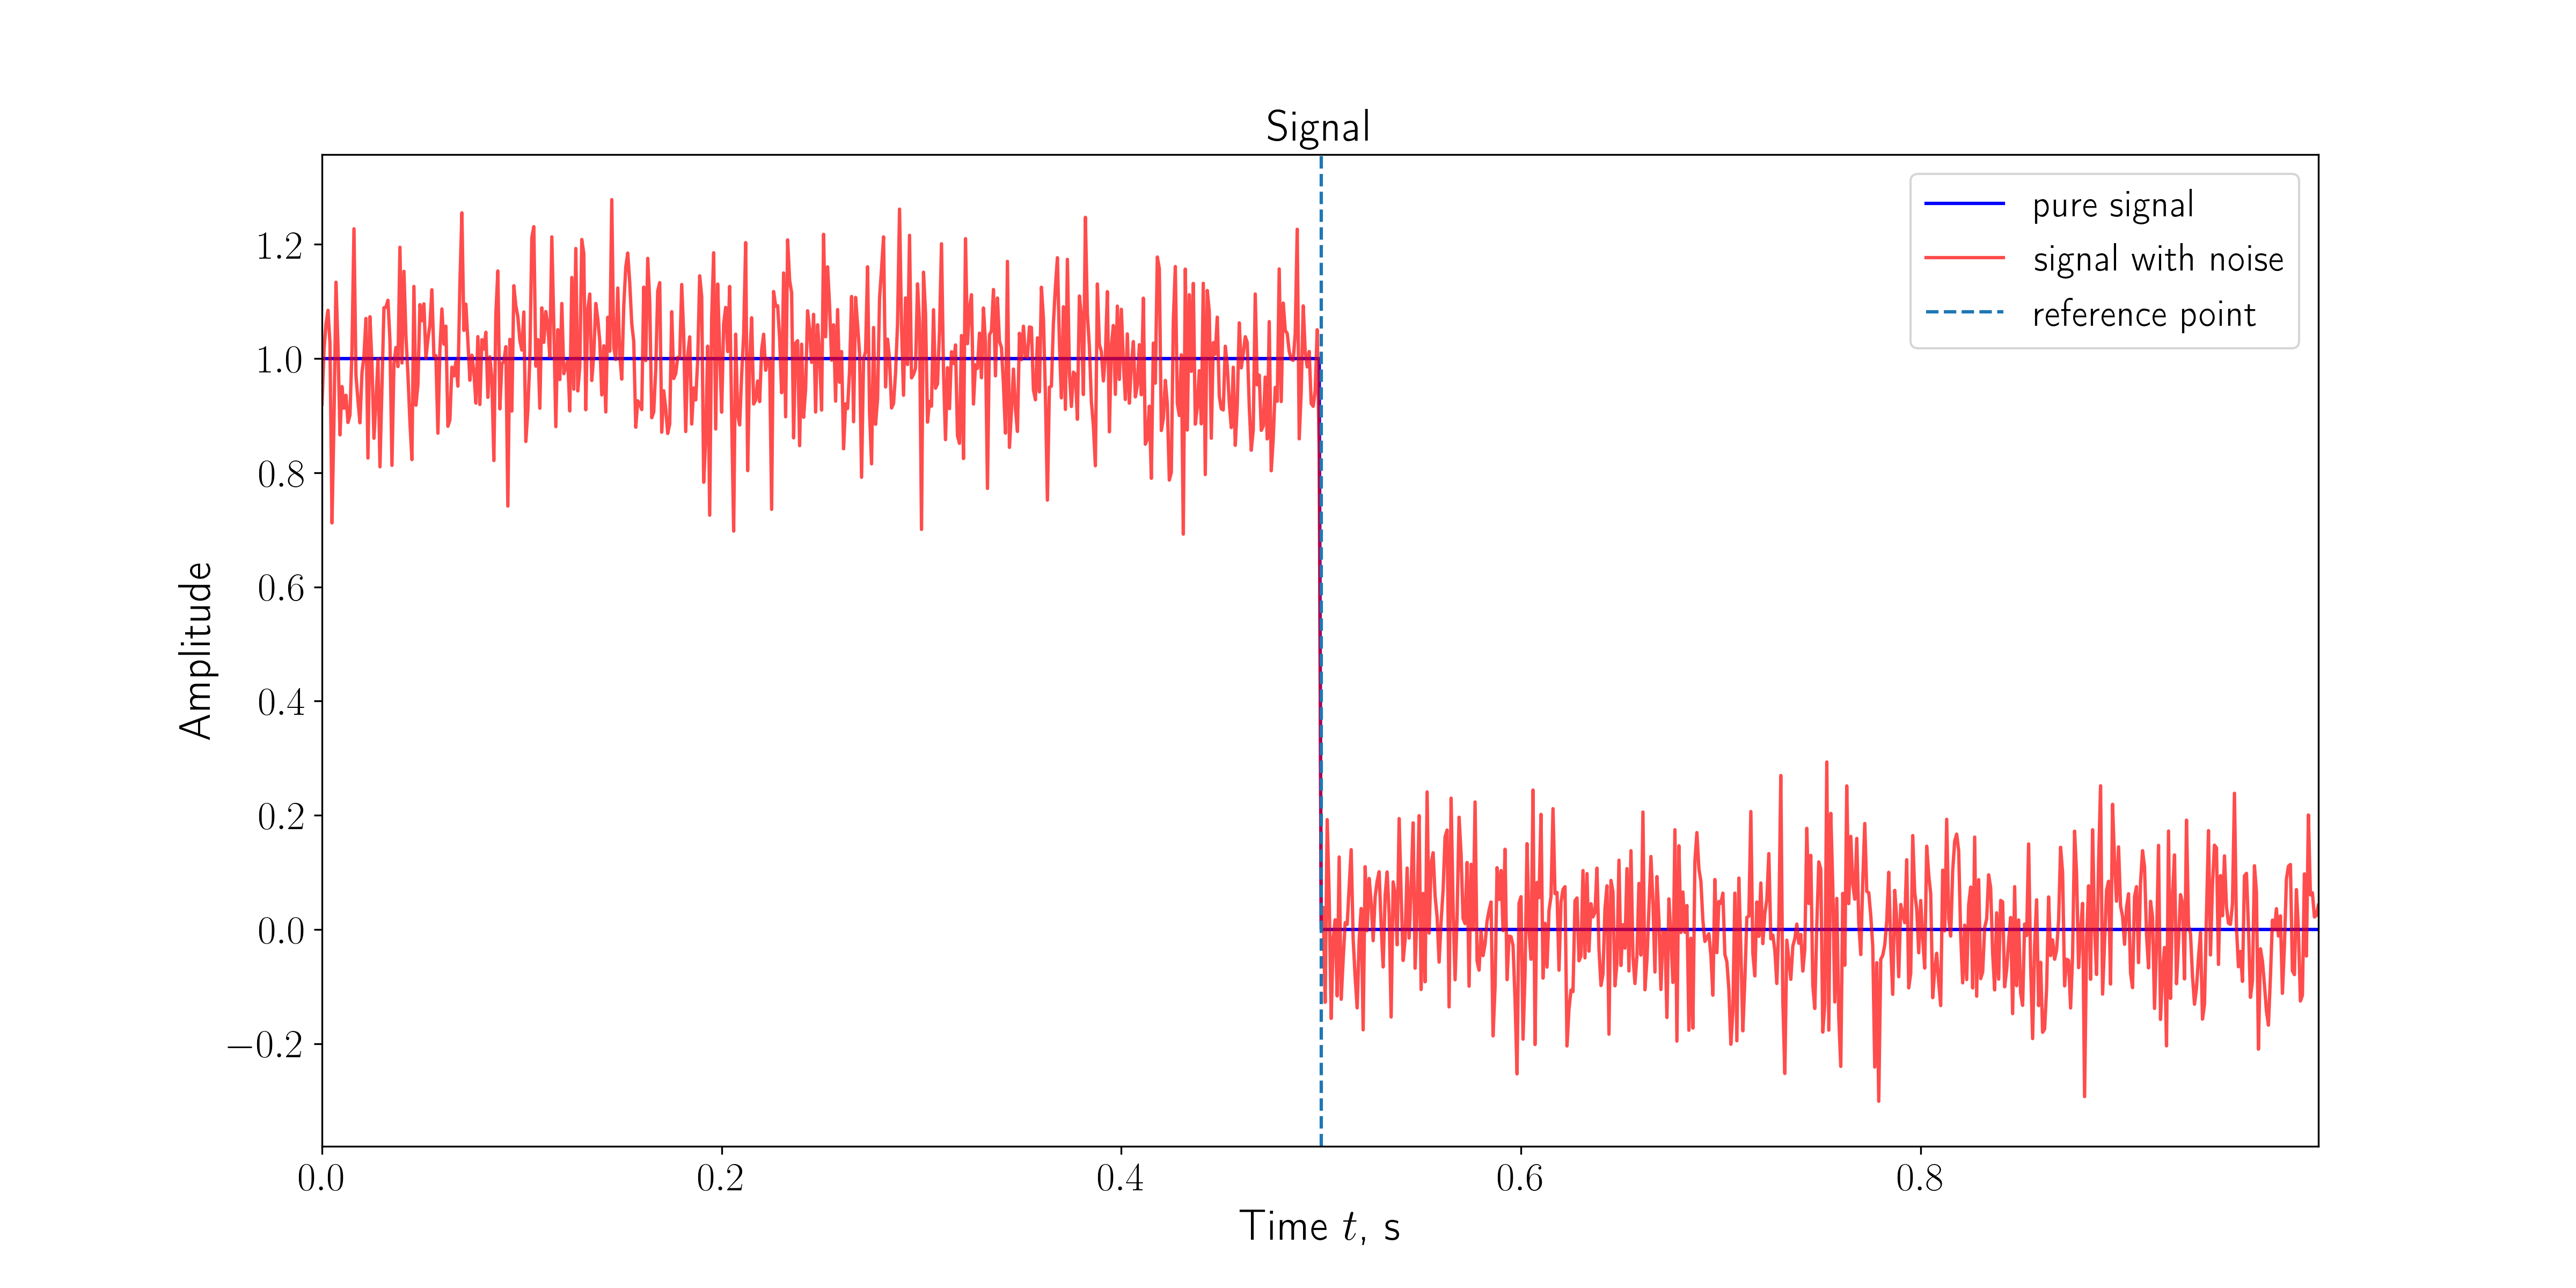 Signal
pure signal
signal with noise
reference point
1.2
1.0
0.8
0.6
0.4
0.2
0.0
−0.2
Amplitude
0.0 0.2 0.4 0.6 0.8
Time t, s